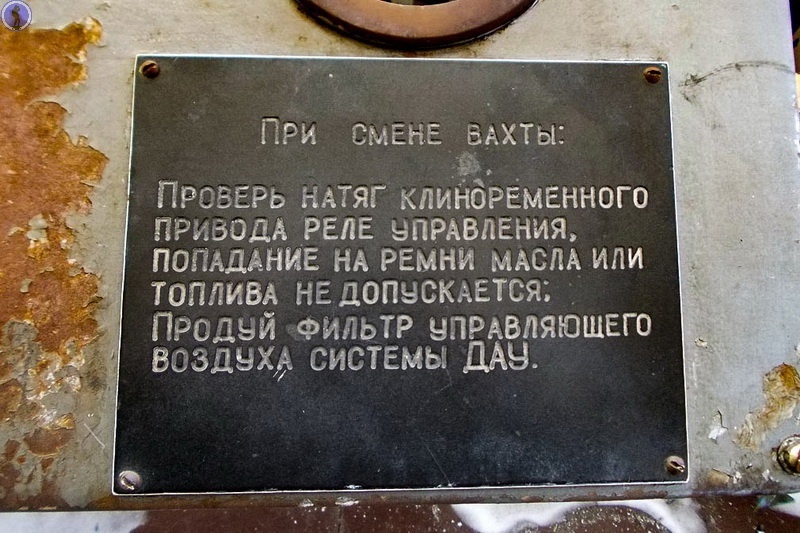 При смене вахты:
Проверь натяг клиноременного
привода реле управления,
попадание на ремни масла или
топлива не допускается;
Продуй фильтр управляющего
воздуха системы ДАУ.